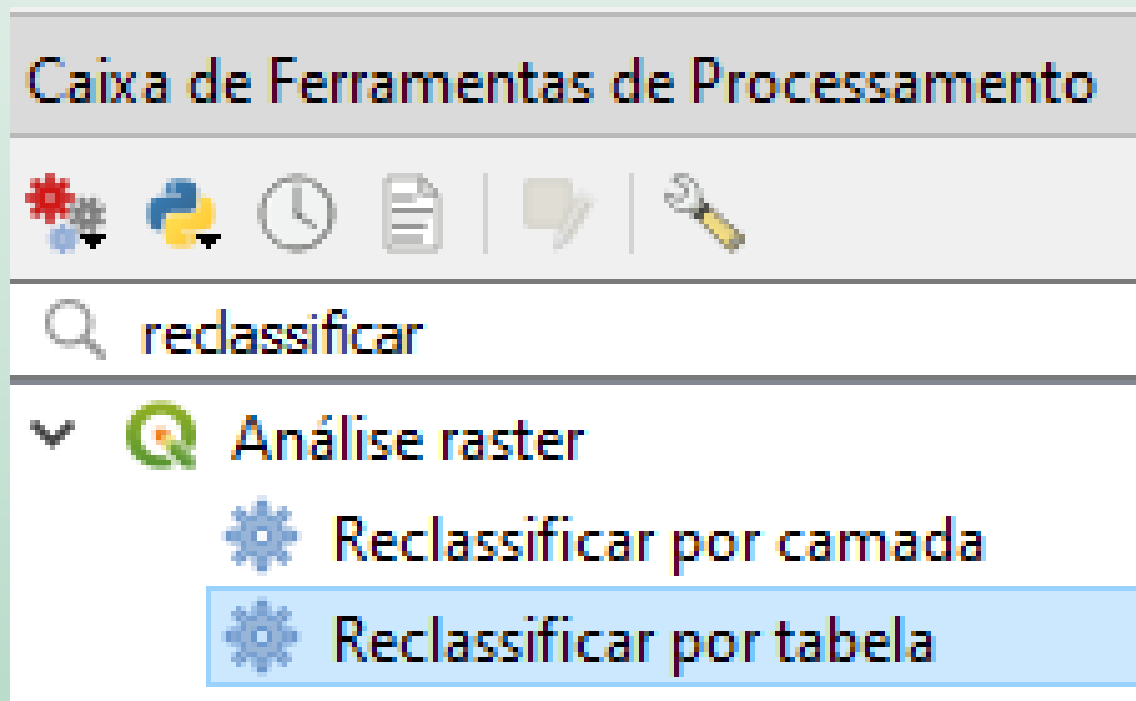 Caixa de Ferramentas de Processamento
reclassificar
Análise raster
Reclassificar por camada
Reclassificar por tabela